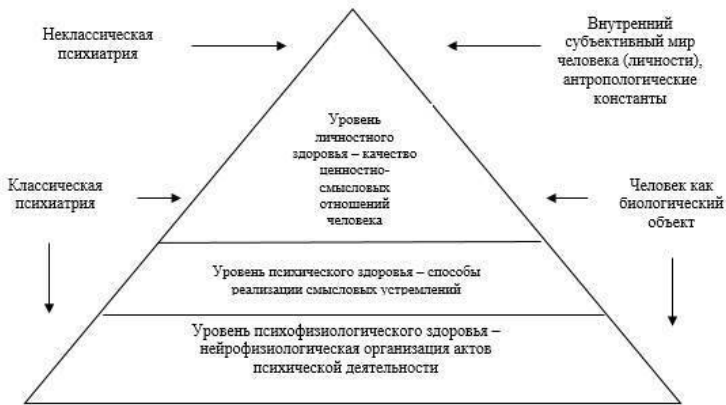 Неклассическая
психиатрия
Внутренний
субъективный мир
человека (личности),
антропологические
константы
Уровень
личностного
здоровья – качество
ценностно-
смысловых
отношений
человека
Классическая
психиатрия
Человек как
биологический
объект
Уровень психического здоровья – способы
реализации смысловых устремлений
Уровень психофизиологического здоровья –
нейрофизиологическая организация актов
психической деятельности